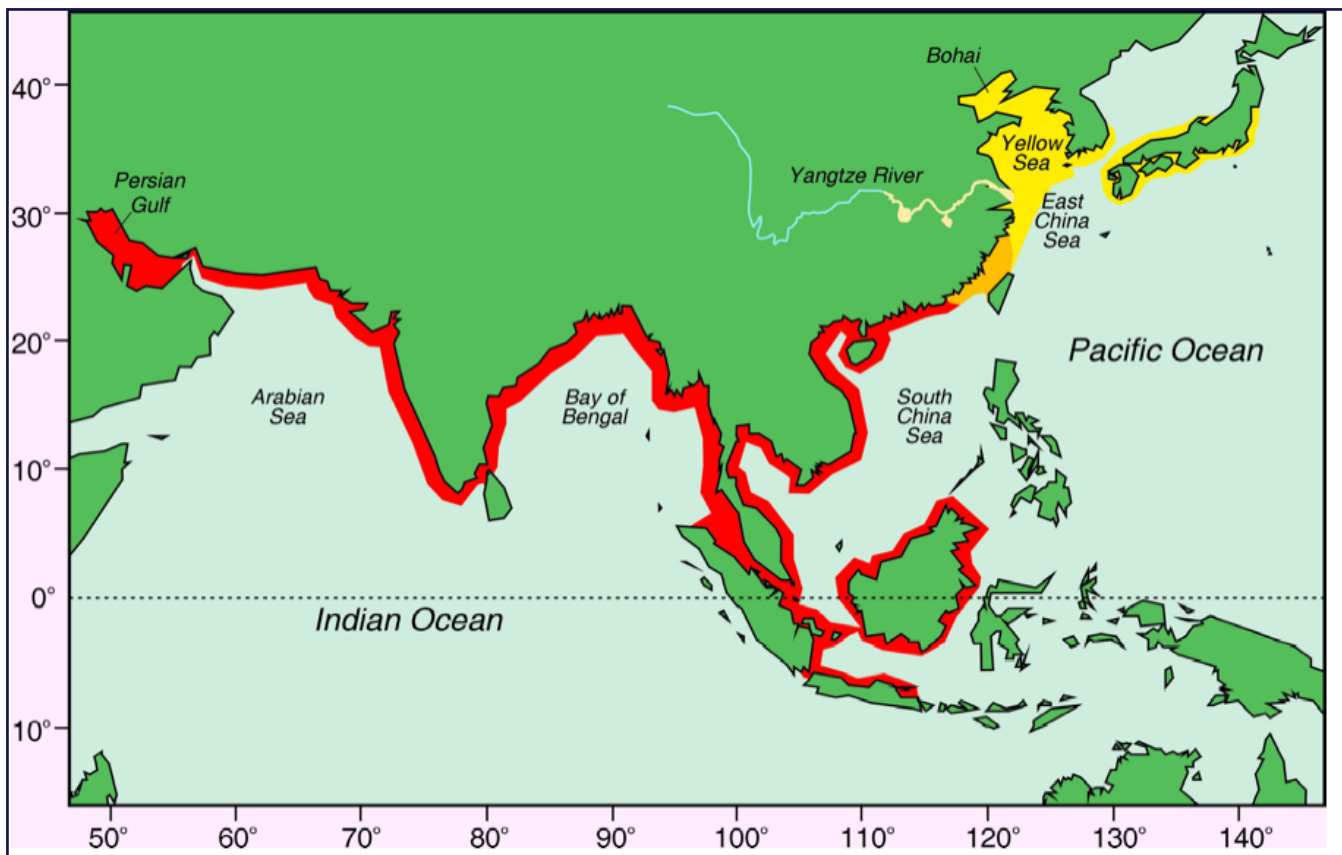 Bohai
40°
Yellow
Sea
Persian
Gulf
Yangtze River
30°
East
China
Sea
20°
Pacific Ocean
Arabian
Sea
Bay of
Bengal
South
China
Sea
10°
0°
Indian Ocean
10°
50° 60° 70° 80° 90° 100° 110° 120° 130° 140°